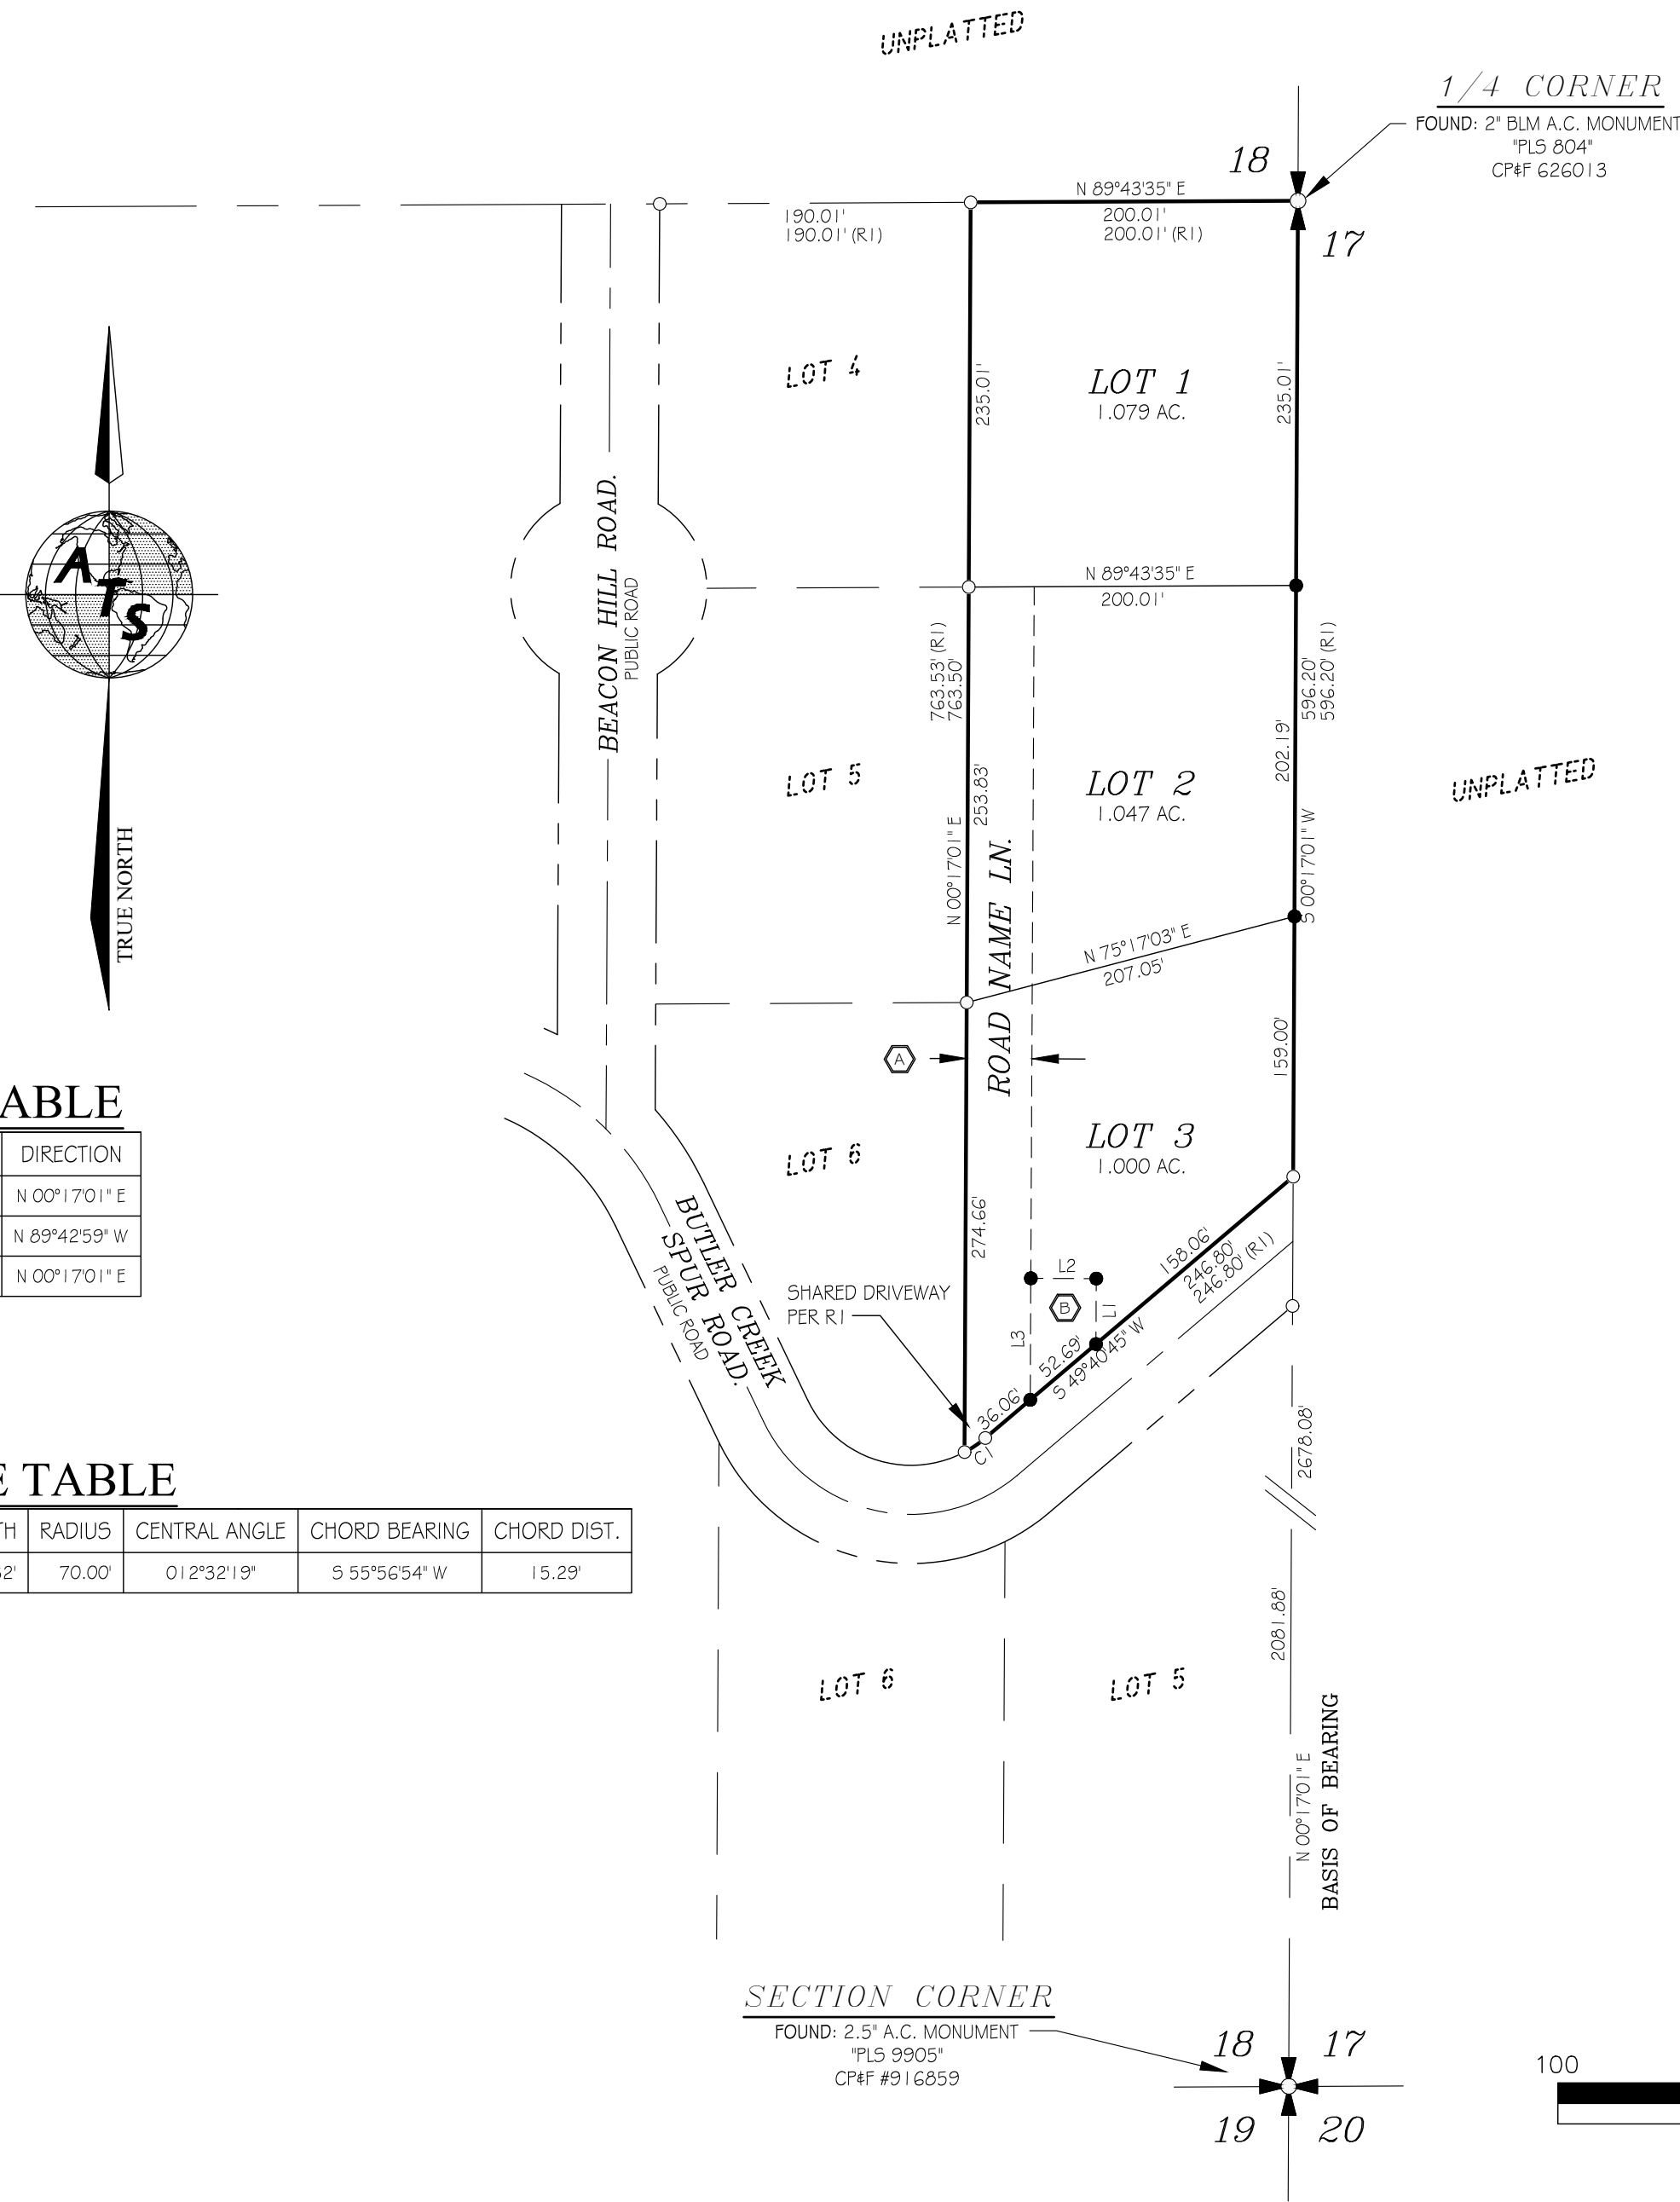 UNPLATTED
1/4 CORNER
FOUND: 2" BLM A.C. MONUMENT
"PLS 804"
CP&F 626013
18
17
N 89°43'35" E
200.01'
200.01' (R1)
190.01'
190.01' (R1)
LOT 4
LOT 1
1.079 AC.
235.01'
235.01'
BEACON HILL ROAD.
PUBLIC ROAD
A
T
S
TRUE NORTH
N 89°43'35" E
200.01'
763.53' (R1)
763.50'
N 00°17'01" E
253.83'
596.20'
596.20' (R1)
202.19'
S 00°17'01" W
LOT 5
LOT 2
1.047 AC.
UNPLATTED
ROAD NAME LN.
N 75°17'03" E
207.05'
A
159.00'
LOT 6
LOT 3
1.000 AC.
274.66'
ABLE
DIRECTION
N 00°17'01" E
N 89°42'59" W
N 00°17'01" E
BUTLER CREEK
SPUR ROAD.
PUBLIC ROAD
SHARED DRIVEWAY
PER R1
L2
B
L1
L3
158.06'
246.80'
246.80' (R1)
52.69'
S 49°40'45" W
36.06'
C1
2678.08'
E TABLE
TH RADIUS CENTRAL ANGLE CHORD BEARING CHORD DIST.
32' 70.00' 012°32'19" S 55°56'54" W 15.29'
2081.88'
LOT 6
LOT 5
N 00°17'01" E
BASIS OF BEARING
SECTION CORNER
FOUND: 2.5" A.C. MONUMENT
"PLS 9905"
CP&F #916859
18
17
19
20
100